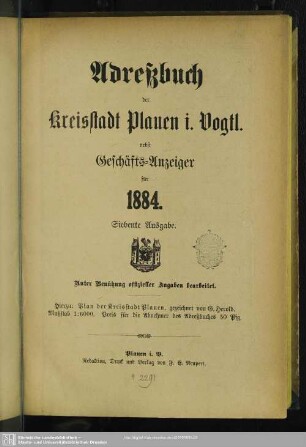 Adreßbuch
der
Kreisstadt Plauen i. Vogtl.
nebst
Geschäfts-Anzeiger
für
1884.
Siebente Ausgabe.
Unter Benützung offizieller Angaben bearbeitet.
Hierzu: Plan der Kreisstadt Plauen, gezeichnet von G. Herold.
Maßstab 1:6000. Preis für die Abnehmer des Adreßbuches 50 Pfg.
Plauen i. V.
Redaktion, Druck und Verlag von F. E. Neupert.